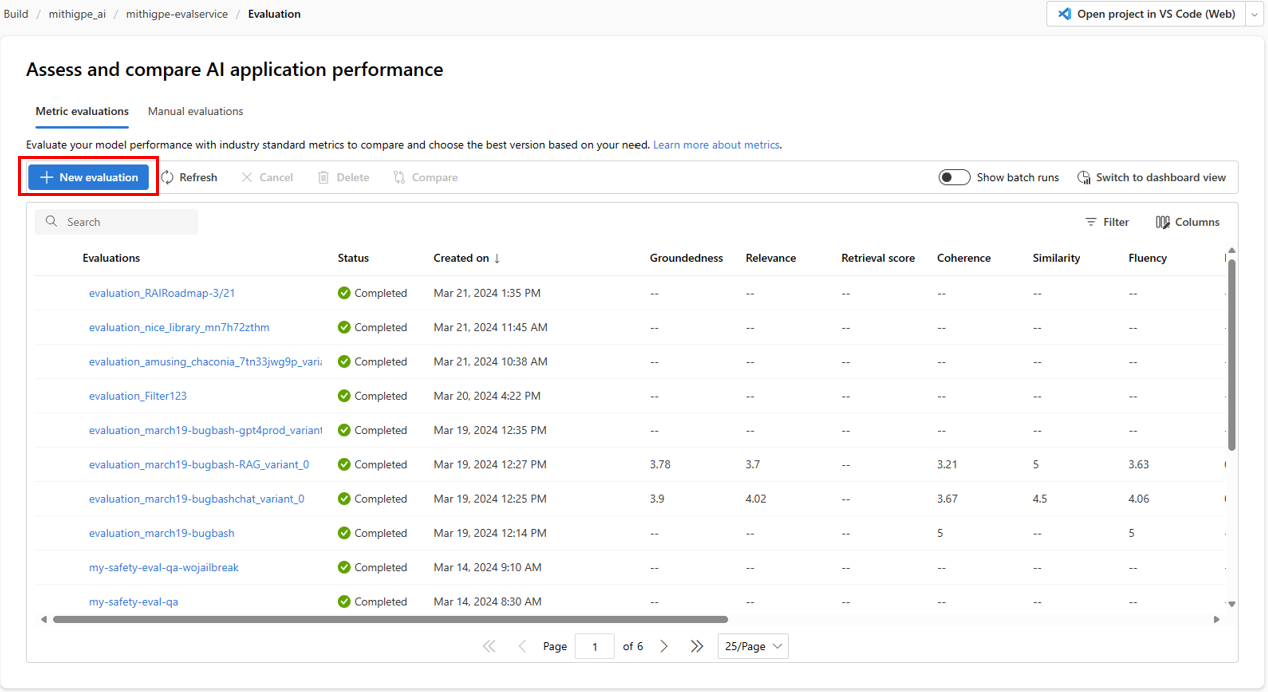 Build / mithigpe_ai / mithigpe-evalservice / Evaluation
Open project in VS Code (Web)
Assess and compare AI application performance
Metric evaluations Manual evaluations
Evaluate your model performance with industry standard metrics to compare and choose the best version based on your need. Learn more about metrics.
New evaluation Refresh Cancel Delete Compare Show batch runs Switch to dashboard view
Search Filter Columns
Evaluations Status Created on ↓ Groundedness Relevance Retrieval score Coherence Similarity Fluency
evaluation_RAIRoadmap-3/21 Completed Mar 21, 2024 1:35 PM -- -- -- -- -- --
evaluation_nice_library_mn7h72zthm Completed Mar 21, 2024 11:45 AM -- -- -- -- -- --
evaluation_amusing_chaconia_7tn33jwg9p_varia Completed Mar 21, 2024 10:38 AM -- -- -- -- -- --
evaluation_Filter123 Completed Mar 20, 2024 4:22 PM -- -- -- -- -- --
evaluation_march19-bugbash-gpt4prod_variant Completed Mar 19, 2024 12:35 PM -- -- -- -- -- --
evaluation_march19-bugbash-RAG_variant_0 Completed Mar 19, 2024 12:27 PM 3.78 3.7 -- 3.21 5 3.63
evaluation_march19-bugbashchat_variant_0 Completed Mar 19, 2024 12:25 PM 3.9 4.02 -- 3.67 4.5 4.06
evaluation_march19-bugbash Completed Mar 19, 2024 12:14 PM -- -- -- 5 -- 5
my-safety-eval-qa-wojailbreak Completed Mar 14, 2024 9:10 AM -- -- -- -- -- --
my-safety-eval-qa Completed Mar 14, 2024 8:30 AM -- -- -- -- -- --
Page 1 of 6 25/Page